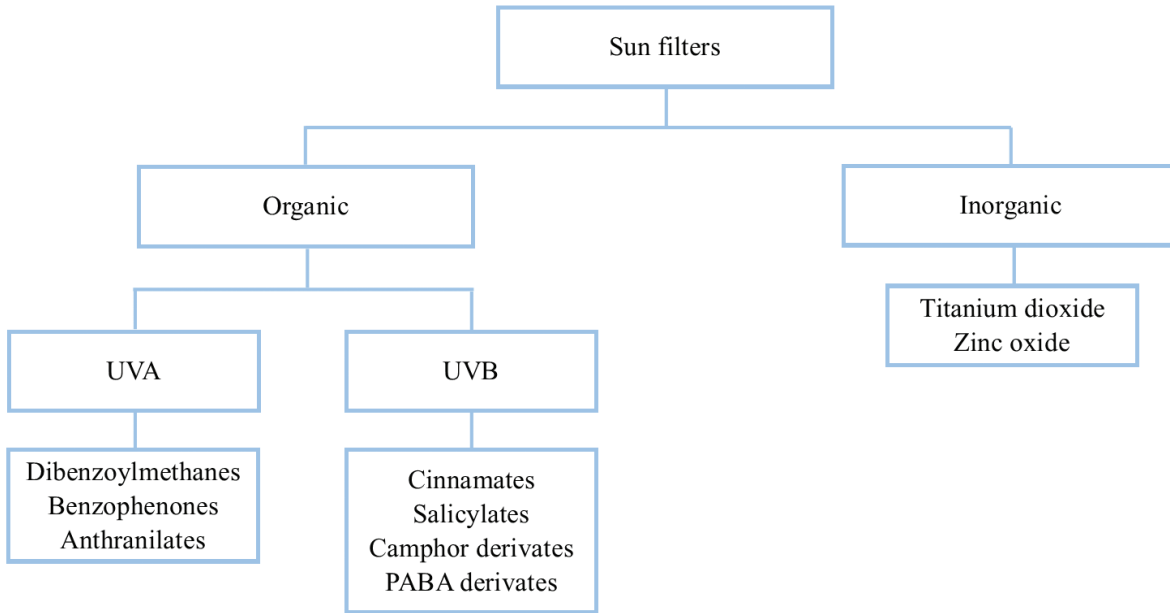 Sun filters
Organic
Inorganic
UVA
UVB
Titanium dioxide
Zinc oxide
Dibenzoylmethanes
Benzophenones
Anthranilates
Cinnamates
Salicylates
Camphor derivates
PABA derivates